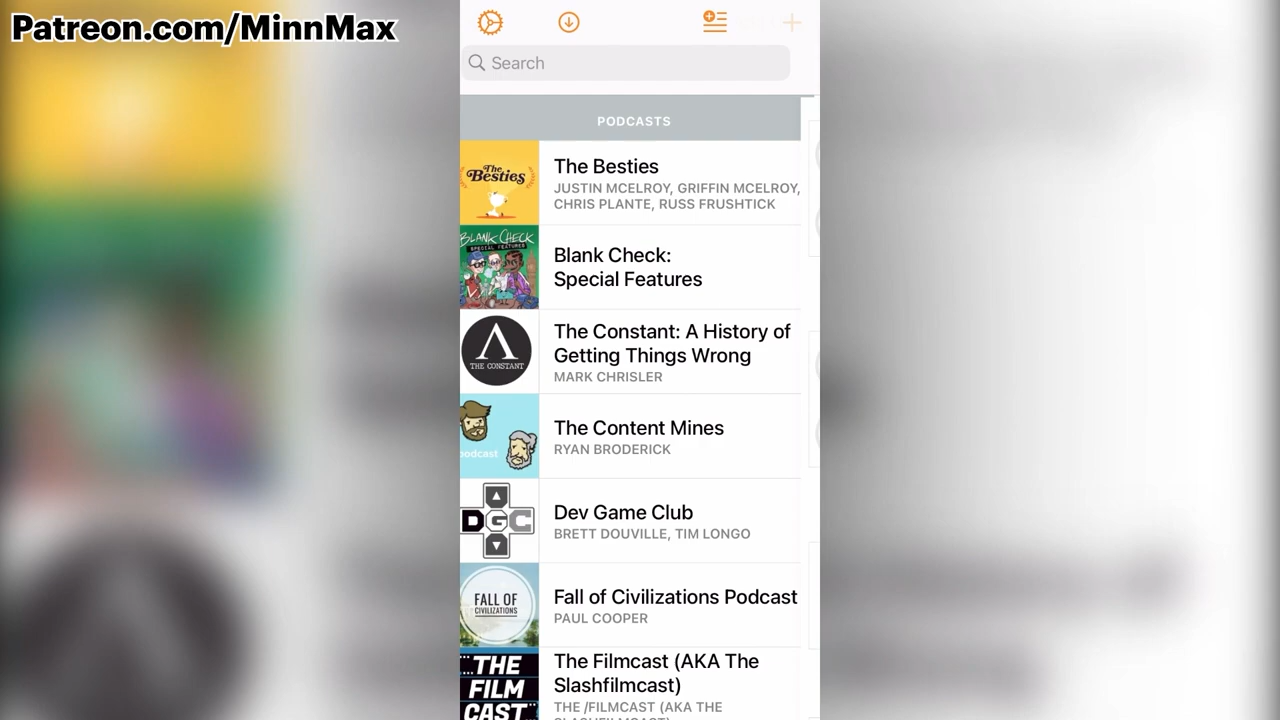 Patreon.com/MinnMax
Search
PODCASTS
The Besties
The Besties
JUSTIN MCELROY, GRIFFIN MCELROY,
CHRIS PLANTE, RUSS FRUSHTICK
BLANK CHECK
SPECIAL FEATURES
Blank Check:
Special Features
THE CONSTANT
The Constant: A History of
Getting Things Wrong
MARK CHRISLER
podcast
The Content Mines
RYAN BRODERICK
DGC
Dev Game Club
BRETT DOUVILLE, TIM LONGO
FALL OF
CIVILIZATIONS
Fall of Civilizations Podcast
PAUL COOPER
THE
FILM
CAST
The Filmcast (AKA The
Slashfilmcast)
THE /FILMCAST (AKA THE